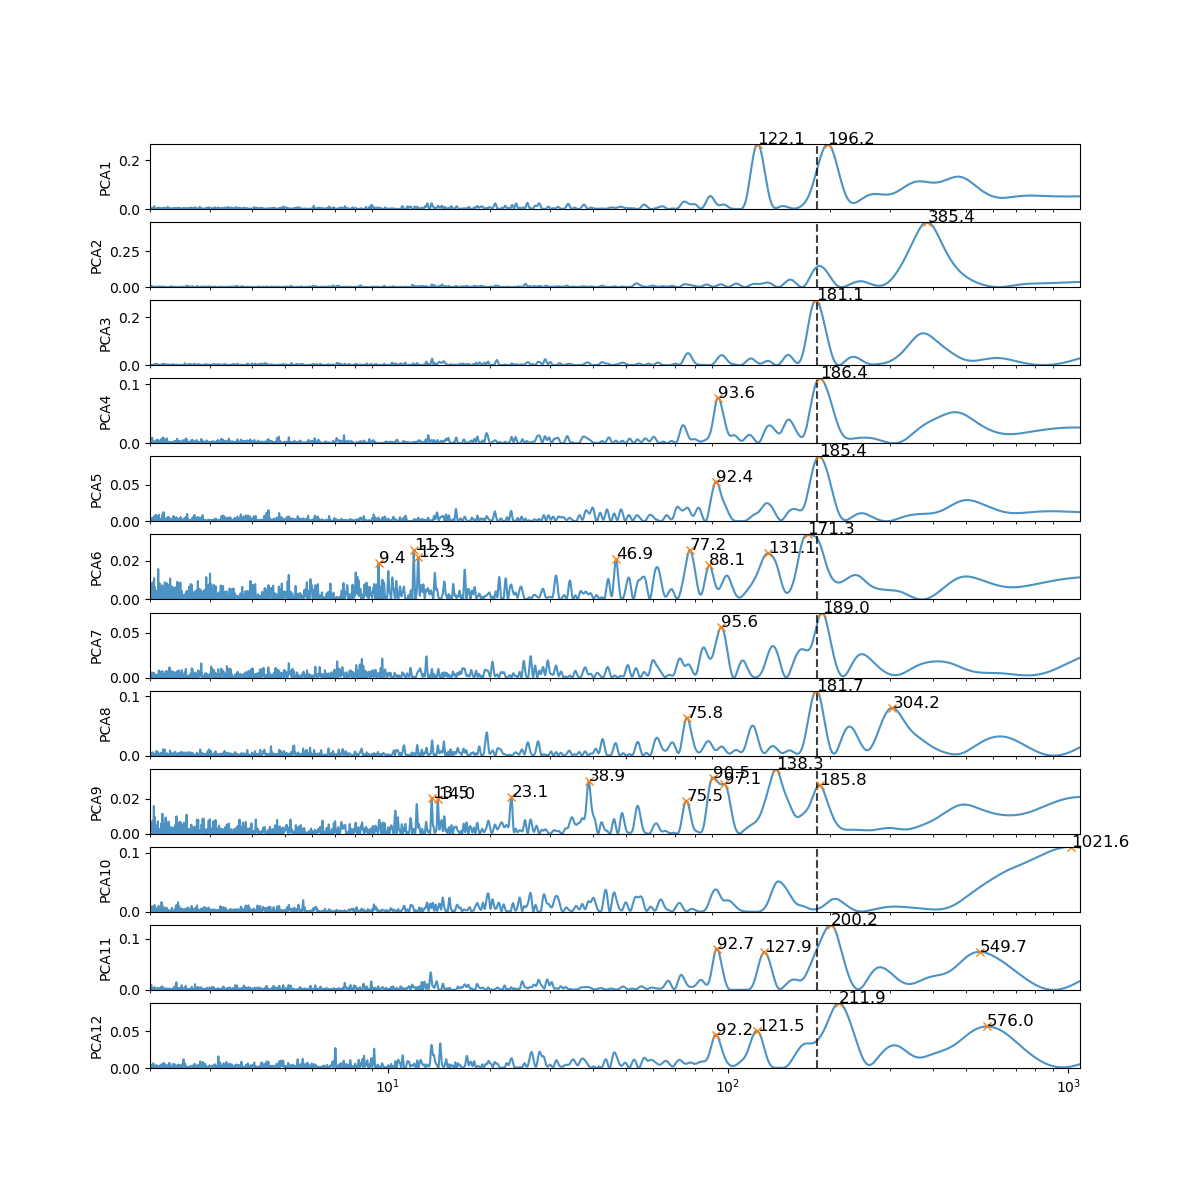 122.1 196.2
PCA1 0.2 0.0
385.4
PCA2 0.25 0.00
181.1
PCA3 0.2 0.0
186.4
PCA4 0.1 0.0 93.6
185.4
PCA5 0.05 0.00 92.4
171.3
PCA6 0.02 0.00 9.4 11.9 12.3 46.9 77.2 88.1 131.1
189.0
PCA7 0.05 0.00 95.6
181.7
PCA8 0.1 0.0 75.8 304.2
138.3
PCA9 0.02 0.00 13.5 14.0 23.1 38.9 75.5 90.5 97.1 185.8
1021.6
PCA10 0.1 0.0
200.2
PCA11 0.1 0.0 92.7 127.9 549.7
211.9
PCA12 0.05 0.00 92.2 121.5 576.0
10¹ 10² 10³